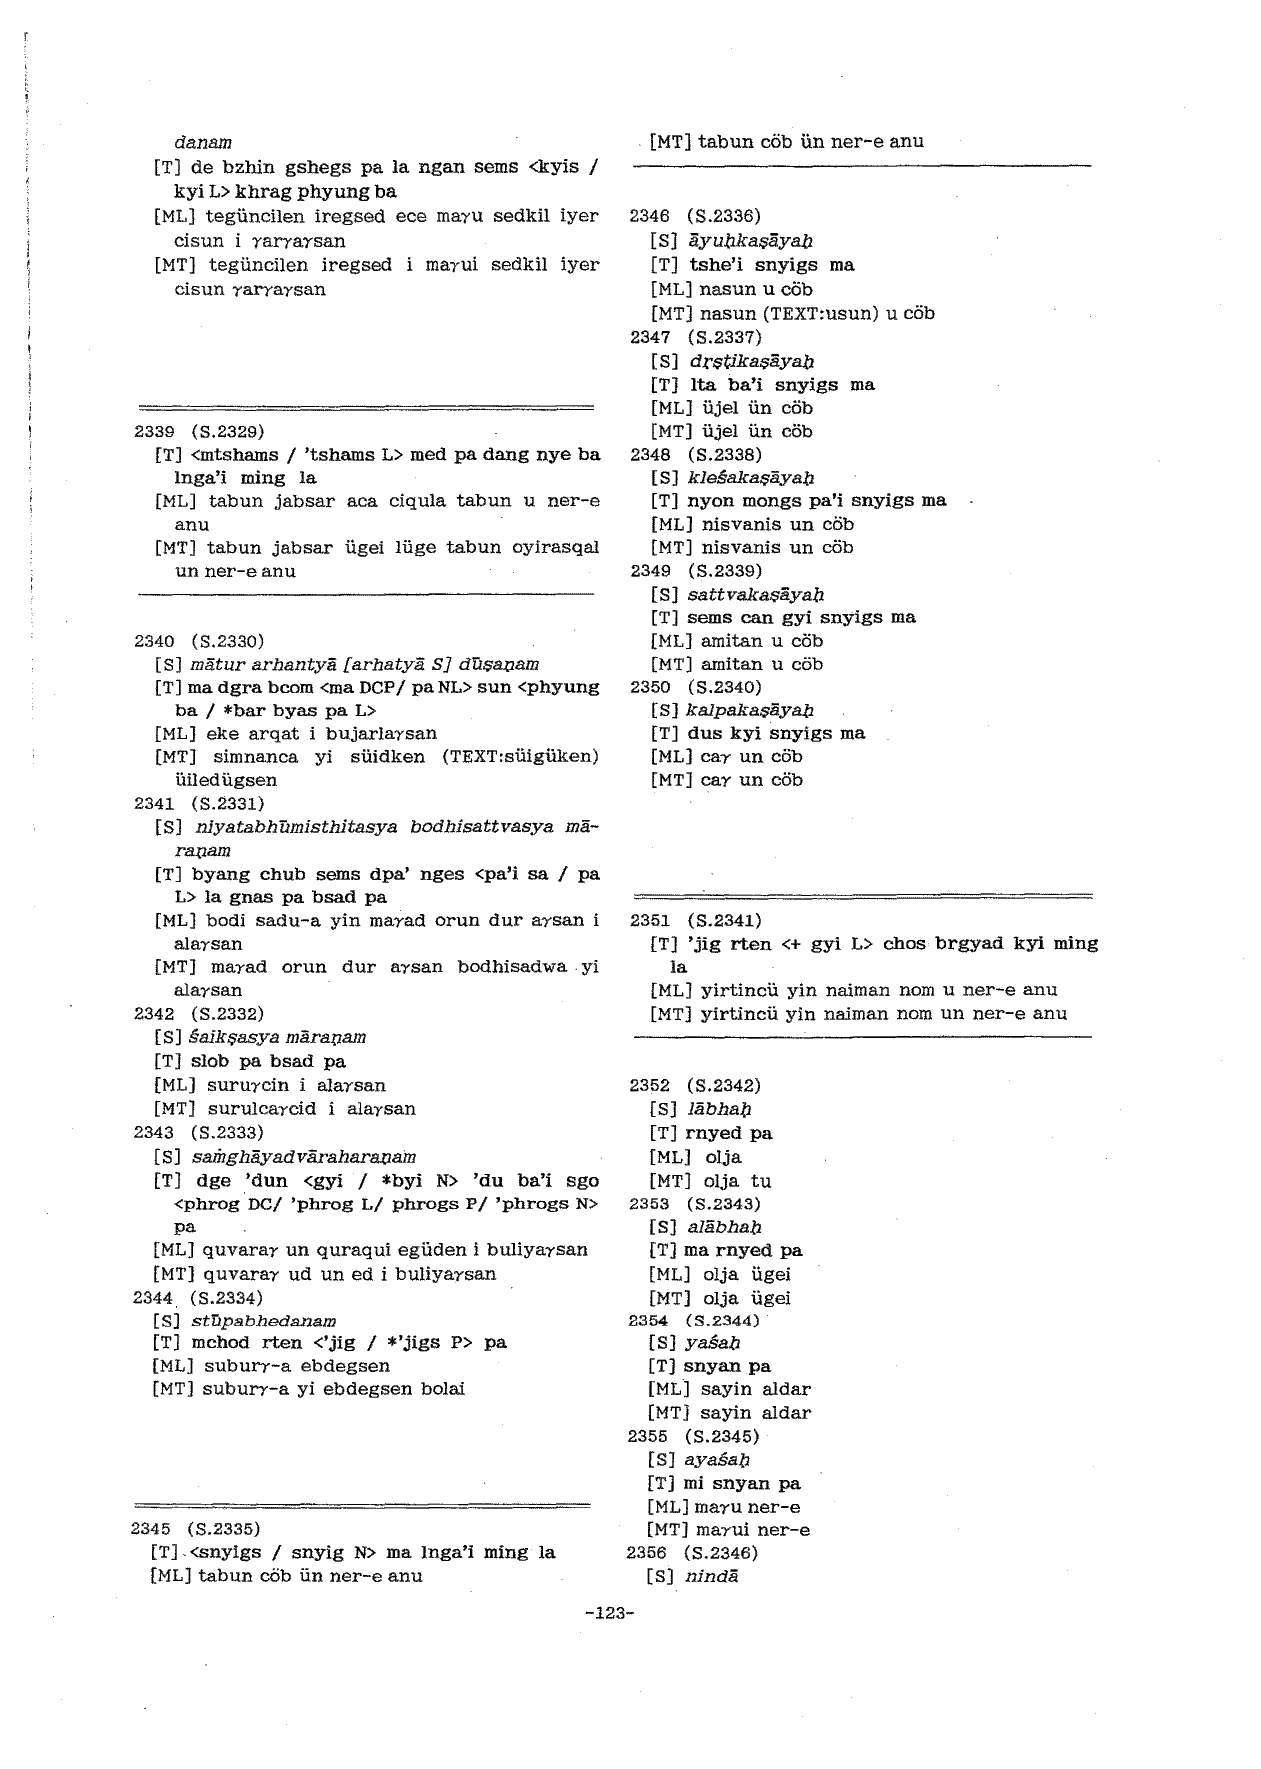 danam
[T] de bzhin gshegs pa la ngan sems <kyis /
kyi L> khrag phyung ba
[ML] tegüncilen iregsed ece maγu sedkil iyer
cisun i γarγaγsan
[MT] tegüncilen iregsed i maγui sedkil iyer
cisun γarγaγsan
2339 (S.2329)
[T] <mtshams / 'tshams L> med pa dang nye ba
lnga'i ming la
[ML] tabun jabsar aca ciqula tabun u ner-e
anu
[MT] tabun jabsar ügei lüge tabun oyirasqal
un ner-e anu
2340 (S.2330)
[S] mātur arhantyā [arhatyā S] dūṣaṇam
[T] ma dgra bcom <ma DCP/ pa NL> sun <phyung
ba / *bar byas pa L>
[ML] eke arqat i bujarlaγsan
[MT] simnanca yi süidken (TEXT:süigüken)
üiledügsen
2341 (S.2331)
[S] niyatabhūmisthitasya bodhisattvasya mā-
raṇam
[T] byang chub sems dpa' nges <pa'i sa / pa
L> la gnas pa bsad pa
[ML] bodi sadu-a yin maγad orun dur aγsan i
alaγsan
[MT] maγad orun dur aγsan bodhisadwa yi
alaγsan
2342 (S.2332)
[S] śaikṣasya māraṇam
[T] slob pa bsad pa
[ML] suruγcin i alaγsan
[MT] surulcaγcid i alaγsan
2343 (S.2333)
[S] saṁghāyadvāraharaṇam
[T] dge 'dun <gyi / *byi N> 'du ba'i sgo
<phrog DC/ 'phrog L/ phrogs P/ 'phrogs N>
pa
[ML] quvaraγ un quraqui egüden i buliyaγsan
[MT] quvaraγ ud un ed i buliyaγsan
2344 (S.2334)
[S] stūpabhedanam
[T] mchod rten <'jig / *'jigs P> pa
[ML] suburγ-a ebdegsen
[MT] suburγ-a yi ebdegsen bolai
2345 (S.2335)
[T] <snyigs / snyig N> ma lnga'i ming la
[ML] tabun cöb ün ner-e anu
[MT] tabun cöb ün ner-e anu
2346 (S.2336)
[S] āyuḥkaṣāyaḥ
[T] tshe'i snyigs ma
[ML] nasun u cöb
[MT] nasun (TEXT:usun) u cöb
2347 (S.2337)
[S] dṛṣṭikaṣāyaḥ
[T] lta ba'i snyigs ma
[ML] üjel ün cöb
[MT] üjel ün cöb
2348 (S.2338)
[S] kleśakaṣāyaḥ
[T] nyon mongs pa'i snyigs ma
[ML] nisvanis un cöb
[MT] nisvanis un cöb
2349 (S.2339)
[S] sattvakaṣāyaḥ
[T] sems can gyi snyigs ma
[ML] amitan u cöb
[MT] amitan u cöb
2350 (S.2340)
[S] kalpakaṣāyaḥ
[T] dus kyi snyigs ma
[ML] caγ un cöb
[MT] caγ un cöb
2351 (S.2341)
[T] 'jig rten <+ gyi L> chos brgyad kyi ming
la
[ML] yirtincü yin naiman nom u ner-e anu
[MT] yirtincü yin naiman nom un ner-e anu
2352 (S.2342)
[S] lābhaḥ
[T] rnyed pa
[ML] olja
[MT] olja tu
2353 (S.2343)
[S] alābhaḥ
[T] ma rnyed pa
[ML] olja ügei
[MT] olja ügei
2354 (S.2344)
[S] yaśaḥ
[T] snyan pa
[ML] sayin aldar
[MT] sayin aldar
2355 (S.2345)
[S] ayaśaḥ
[T] mi snyan pa
[ML] maγu ner-e
[MT] maγui ner-e
2356 (S.2346)
[S] nindā
-123-